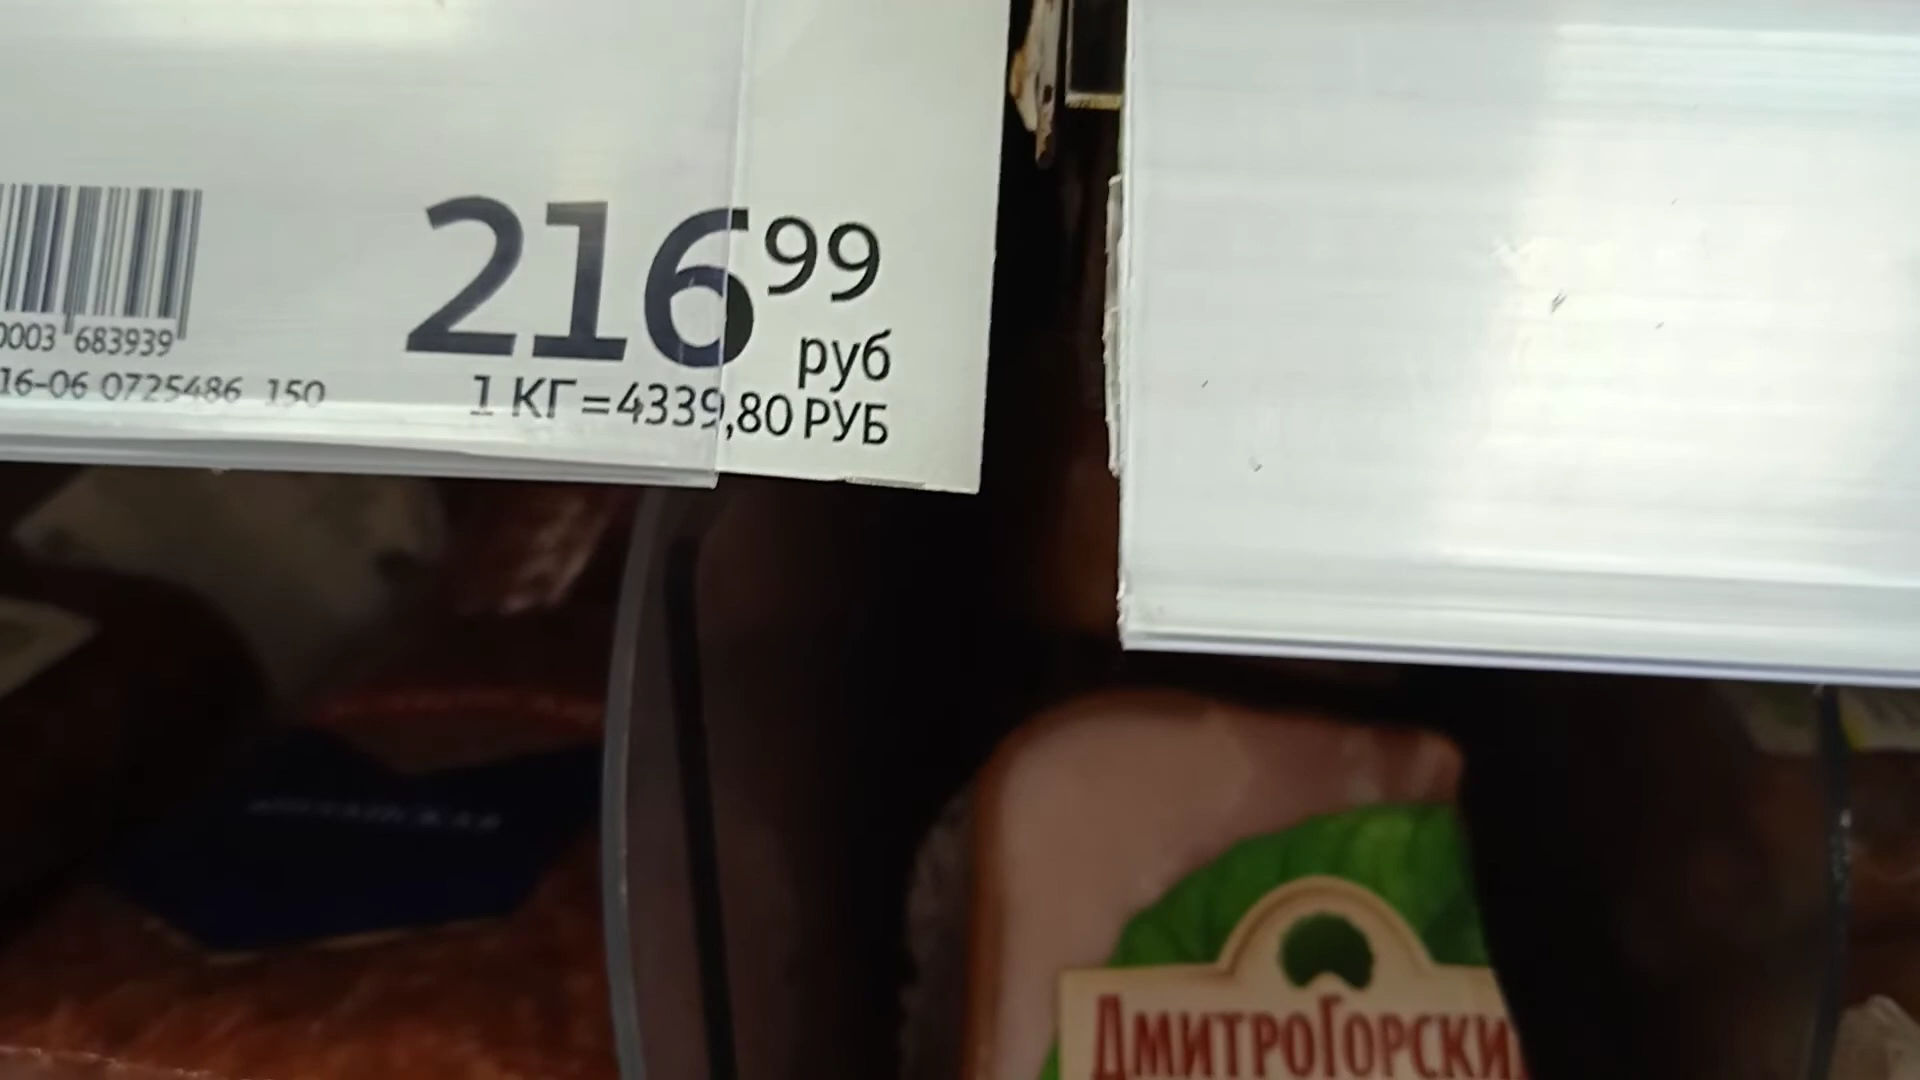 216 99
руб
0003 683939
16-06 0725486 150
1 КГ=4339,80 РУБ
ДМИТРОГОРСКИ